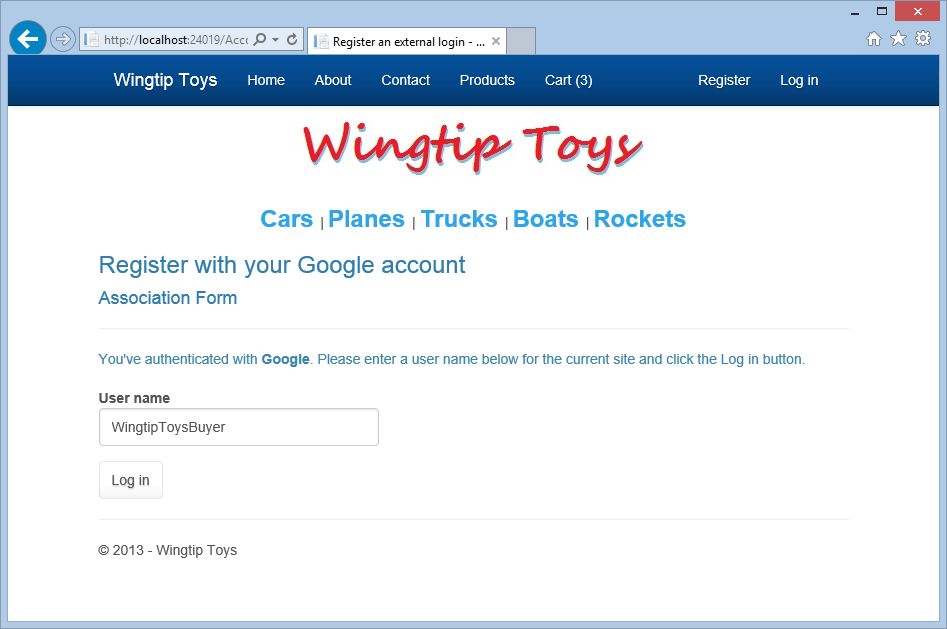 http://localhost:24019/Acc
Register an external login - ...
Wingtip Toys Home About Contact Products Cart (3) Register Log in
Wingtip Toys
Cars | Planes | Trucks | Boats | Rockets
Register with your Google account
Association Form
You've authenticated with Google. Please enter a user name below for the current site and click the Log in button.
User name
WingtipToysBuyer
Log in
© 2013 - Wingtip Toys